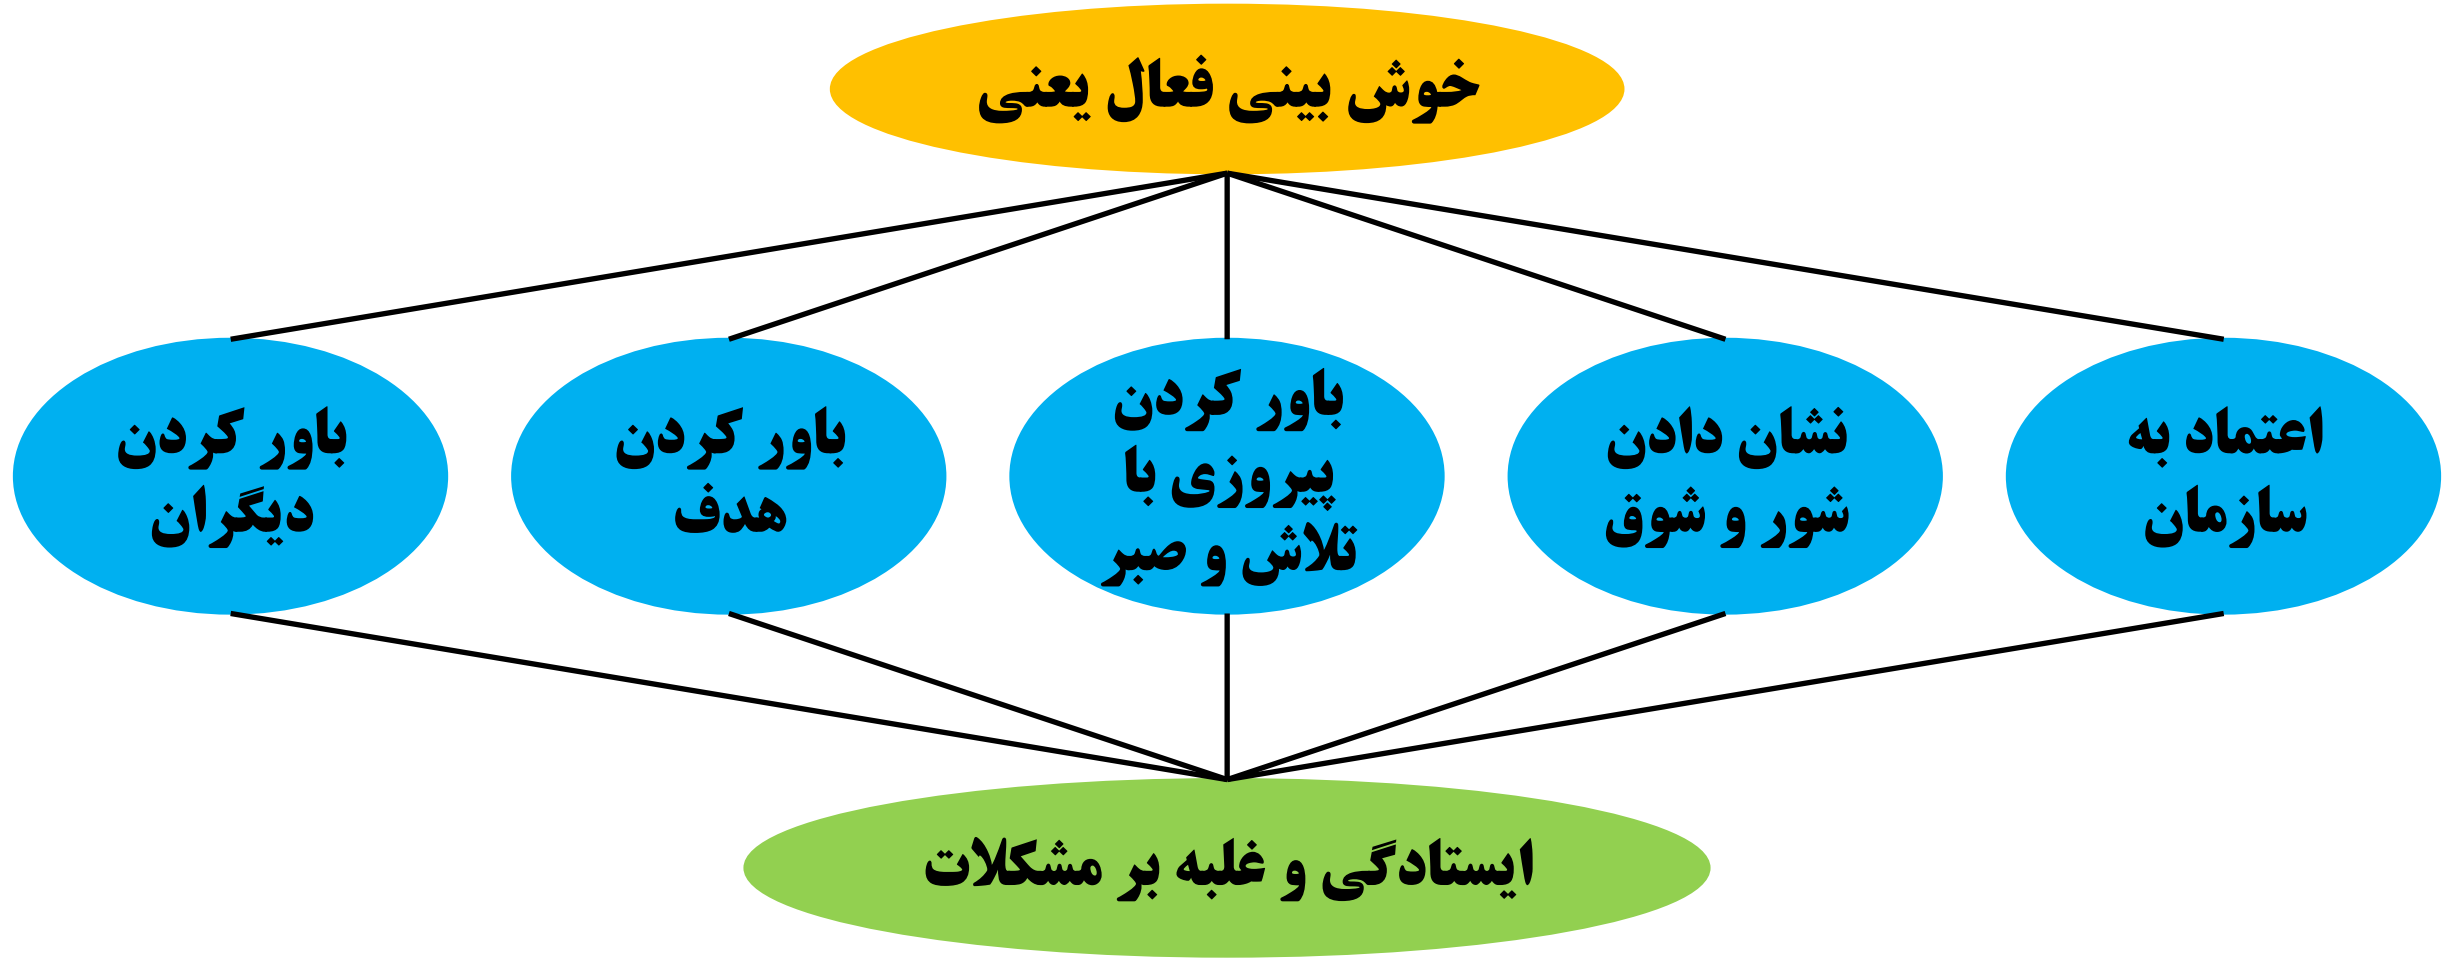 خوش بینی فعال یعنی
اعتماد به
سازمان
نشان دادن
شور و شوق
باور کردن
پیروزی با
تلاش و صبر
باور کردن
هدف
باور کردن
دیگران
ایستادگی و غلبه بر مشکلات